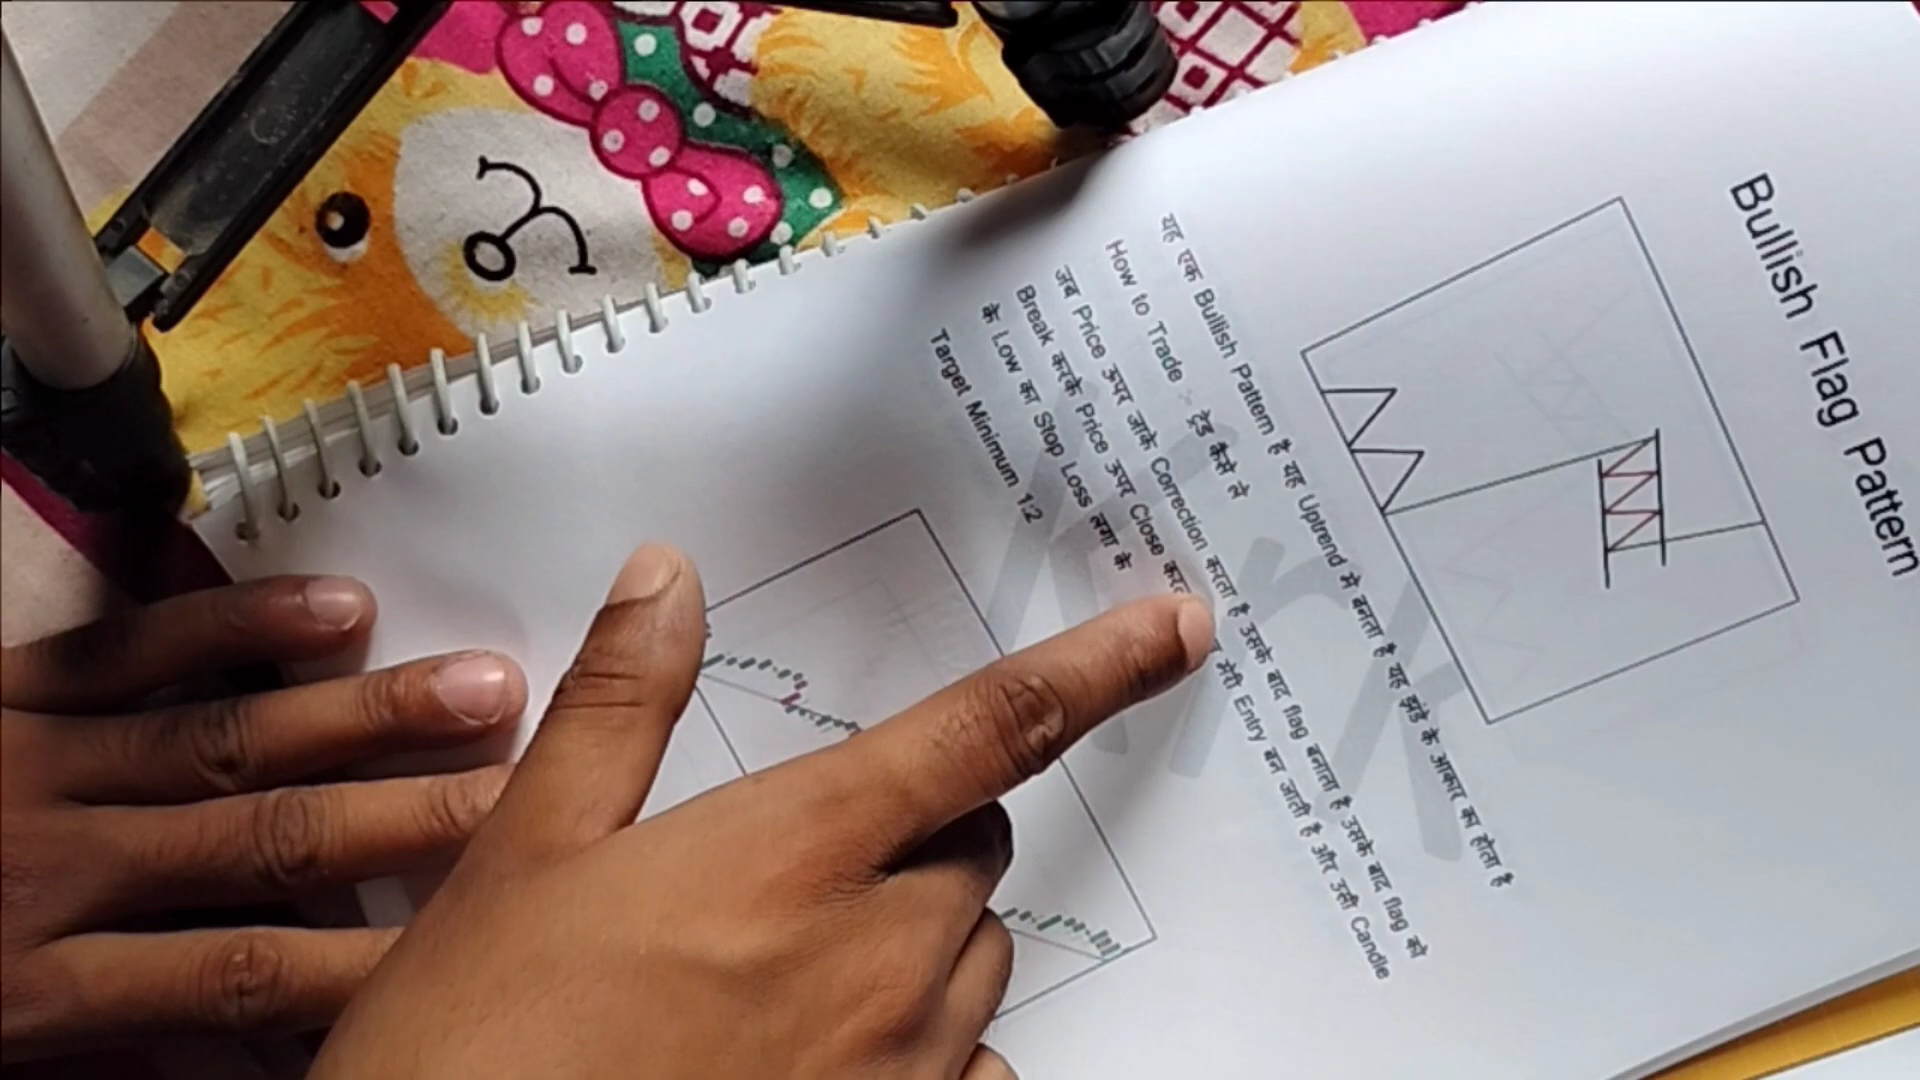 Bullish Flag Pattern
यह एक Bullish Pattern है यह Uptrend मे बनता है यह झंडे के आकार का होता है
How to Trade :- ट्रेड कैसे ले
जब Price ऊपर जाके Correction करता है उसके बाद flag बनाता है उसके बाद flag को
Break करके Price ऊपर Close मेरी Entry बन जाती है और उसी Candle
के Low का Stop Loss लगा के
Target Minimum 1:2